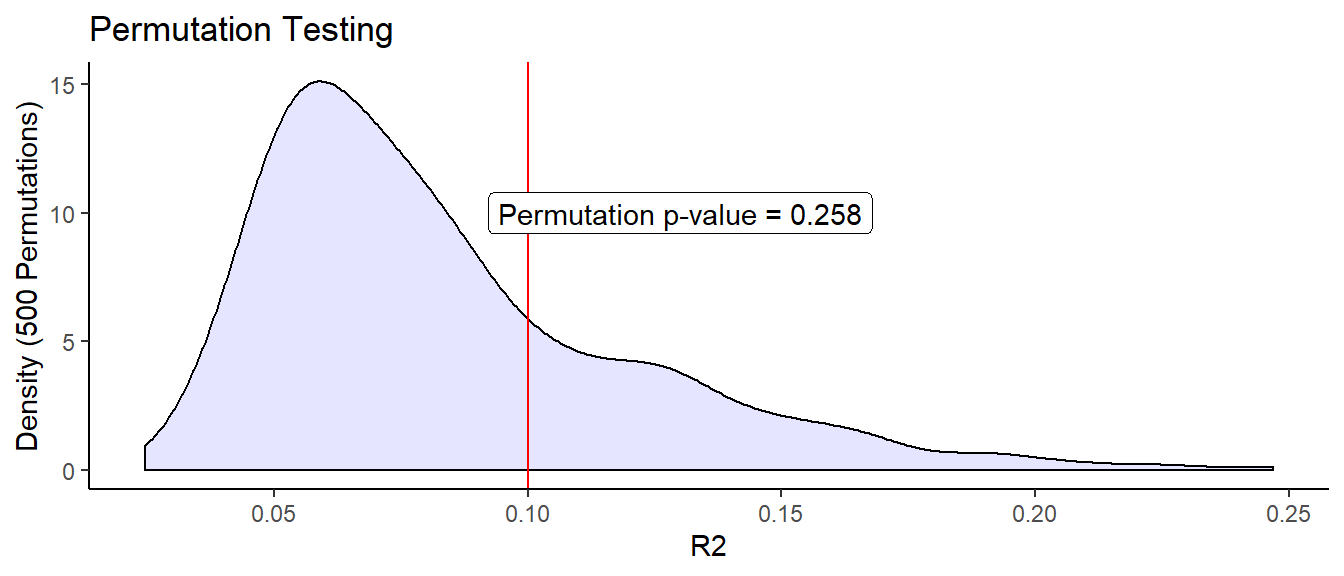 Permutation Testing
Density (500 Permutations)
15
10
5
0
Permutation p-value = 0.258
0.05 0.10 0.15 0.20 0.25
R2